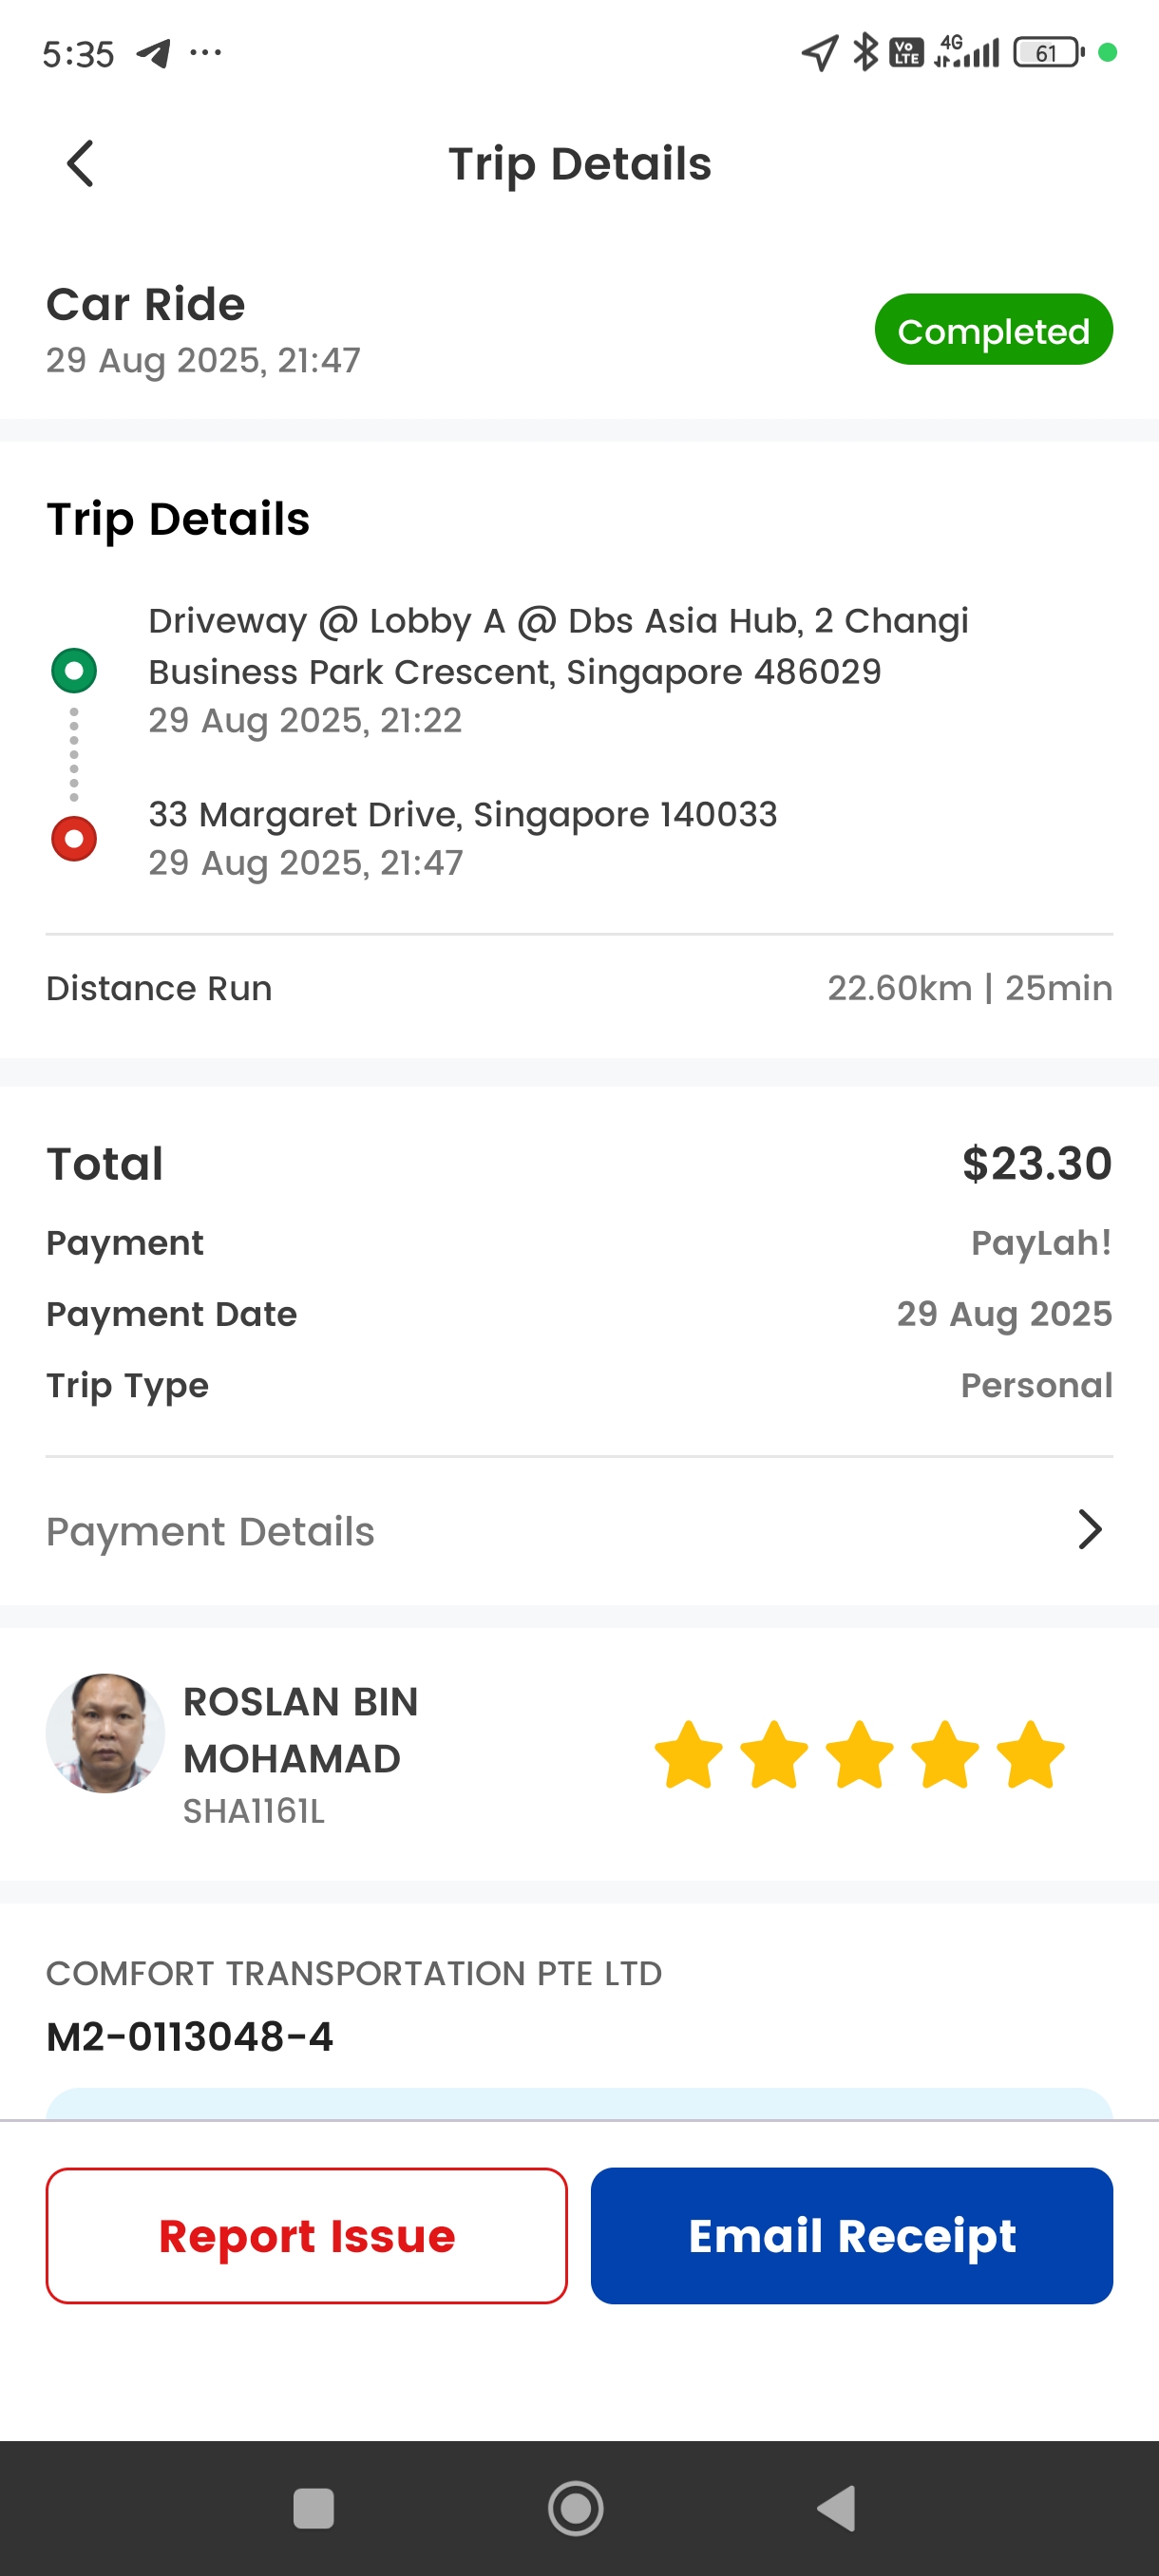 5:35
Vo LTE 4G 61
Trip Details
Car Ride
29 Aug 2025, 21:47
Completed
Trip Details
Driveway @ Lobby A @ Dbs Asia Hub, 2 Changi
Business Park Crescent, Singapore 486029
29 Aug 2025, 21:22
33 Margaret Drive, Singapore 140033
29 Aug 2025, 21:47
Distance Run 22.60km | 25min
Total $23.30
Payment PayLah!
Payment Date 29 Aug 2025
Trip Type Personal
Payment Details
ROSLAN BIN
MOHAMAD
SHA1161L
COMFORT TRANSPORTATION PTE LTD
M2-0113048-4
Report Issue Email Receipt